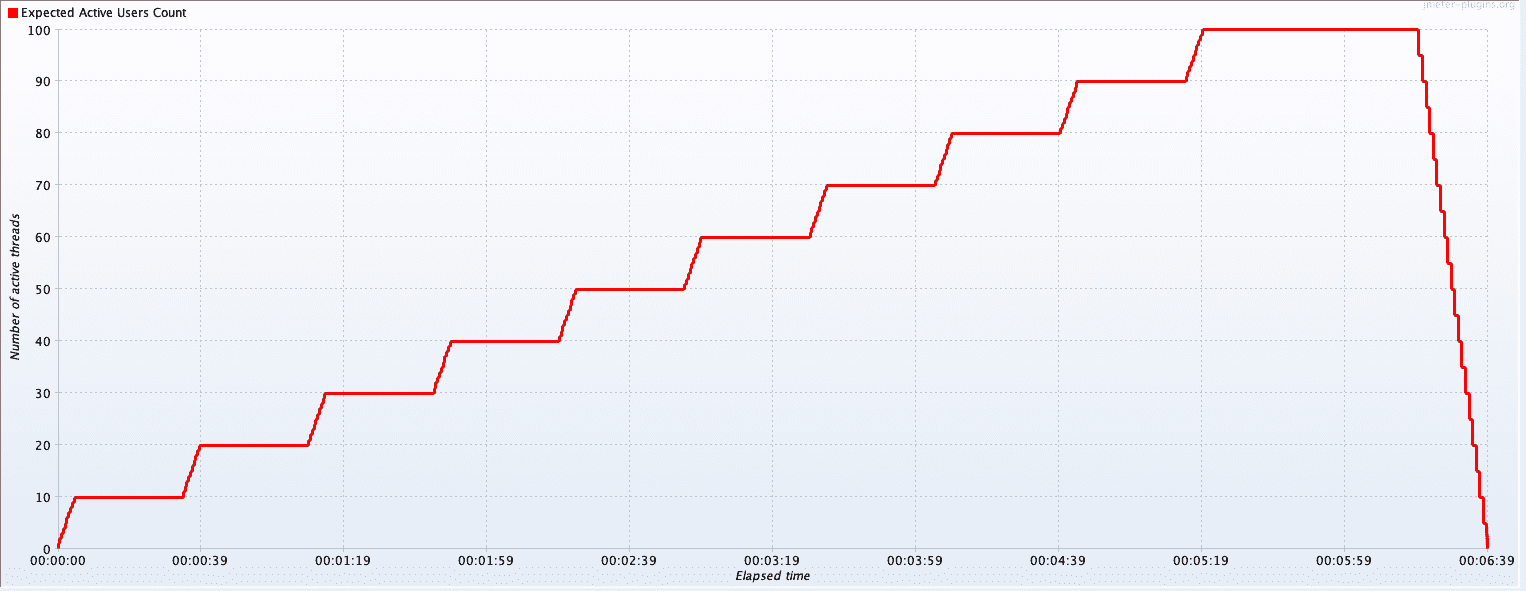 jmeter-plugins.org
Expected Active Users Count
100
90
80
70
60
50
40
30
20
10
0
Number of active threads
00:00:00 00:00:39 00:01:19 00:01:59 00:02:39 00:03:19 00:03:59 00:04:39 00:05:19 00:05:59 00:06:39
Elapsed time